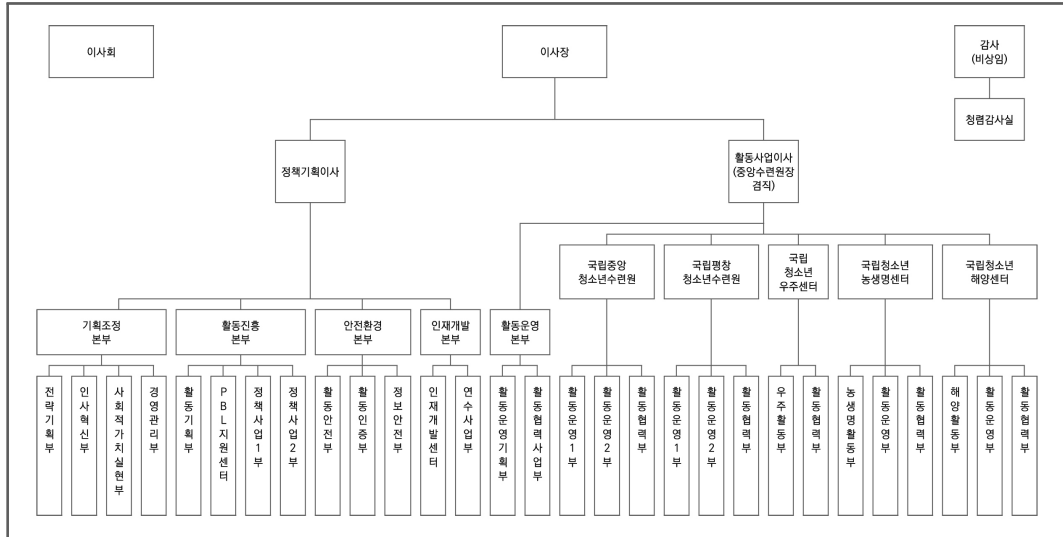 이사회
이사장
감사
(비상임)
청렴감사실
정책기획이사
활동사업이사
(중앙수련원장
겸직)
국립중앙
청소년수련원
국립평창
청소년수련원
국립
청소년
우주센터
국립청소년
농생명센터
국립청소년
해양센터
기획조정
본부
활동진흥
본부
안전환경
본부
인재개발
본부
활동운영
본부
전략기획부
인사혁신부
사회적가치실현부
경영관리부
활동기획부
PBL지원센터
정책사업1부
정책사업2부
활동안전부
활동인증부
정보안전부
인재개발센터
연수사업부
활동운영기획부
활동협력사업부
활동운영1부
활동운영2부
활동협력부
활동운영1부
활동운영2부
활동협력부
우주활동부
활동협력부
농생명활동부
활동운영부
활동협력부
해양활동부
활동운영부
활동협력부